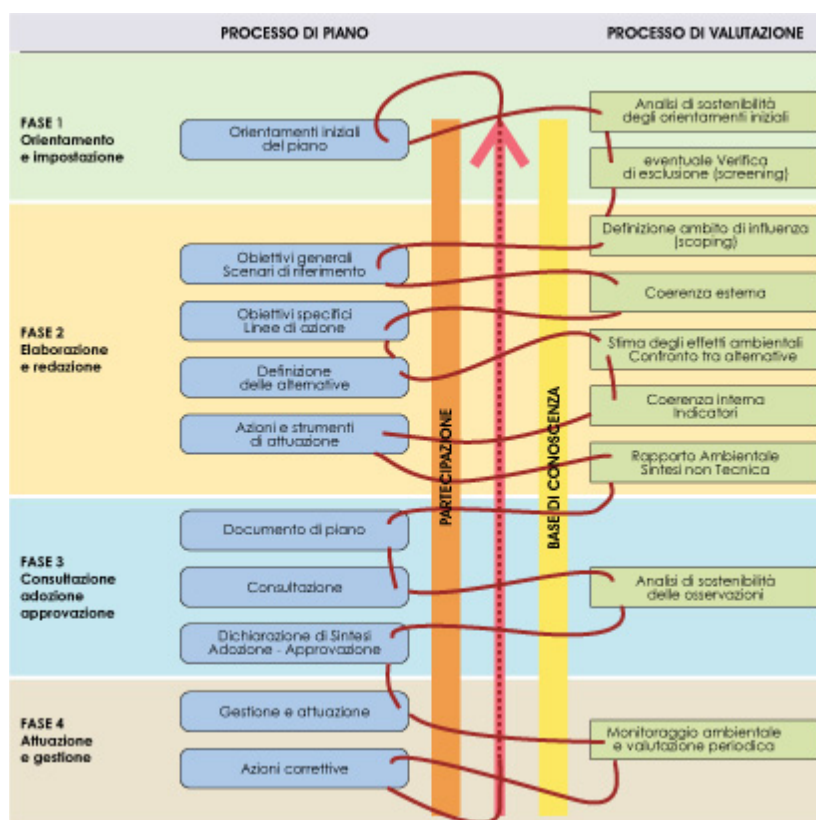 PROCESSO DI PIANO
PROCESSO DI VALUTAZIONE
FASE 1
Orientamento
e impostazione
Orientamenti iniziali
del piano
Analisi di sostenibilità
degli orientamenti iniziali
eventuale Verifica
di esclusione (screening)
FASE 2
Elaborazione
e redazione
Obiettivi generali
Scenari di riferimento
Obiettivi specifici
Linee di azione
Definizione
delle alternative
Azioni e strumenti
di attuazione
Definizione ambito di influenza
(scoping)
Coerenza esterna
Stima degli effetti ambientali
Confronto tra alternative
Coerenza interna
Indicatori
Rapporto Ambientale
Sintesi non Tecnica
PARTECIPAZIONE
BASE DI CONOSCENZA
FASE 3
Consultazione
adozione
approvazione
Documento di piano
Consultazione
Dichiarazione di Sintesi
Adozione - Approvazione
Analisi di sostenibilità
delle osservazioni
FASE 4
Attuazione
e gestione
Gestione e attuazione
Azioni correttive
Monitoraggio ambientale
e valutazione periodica